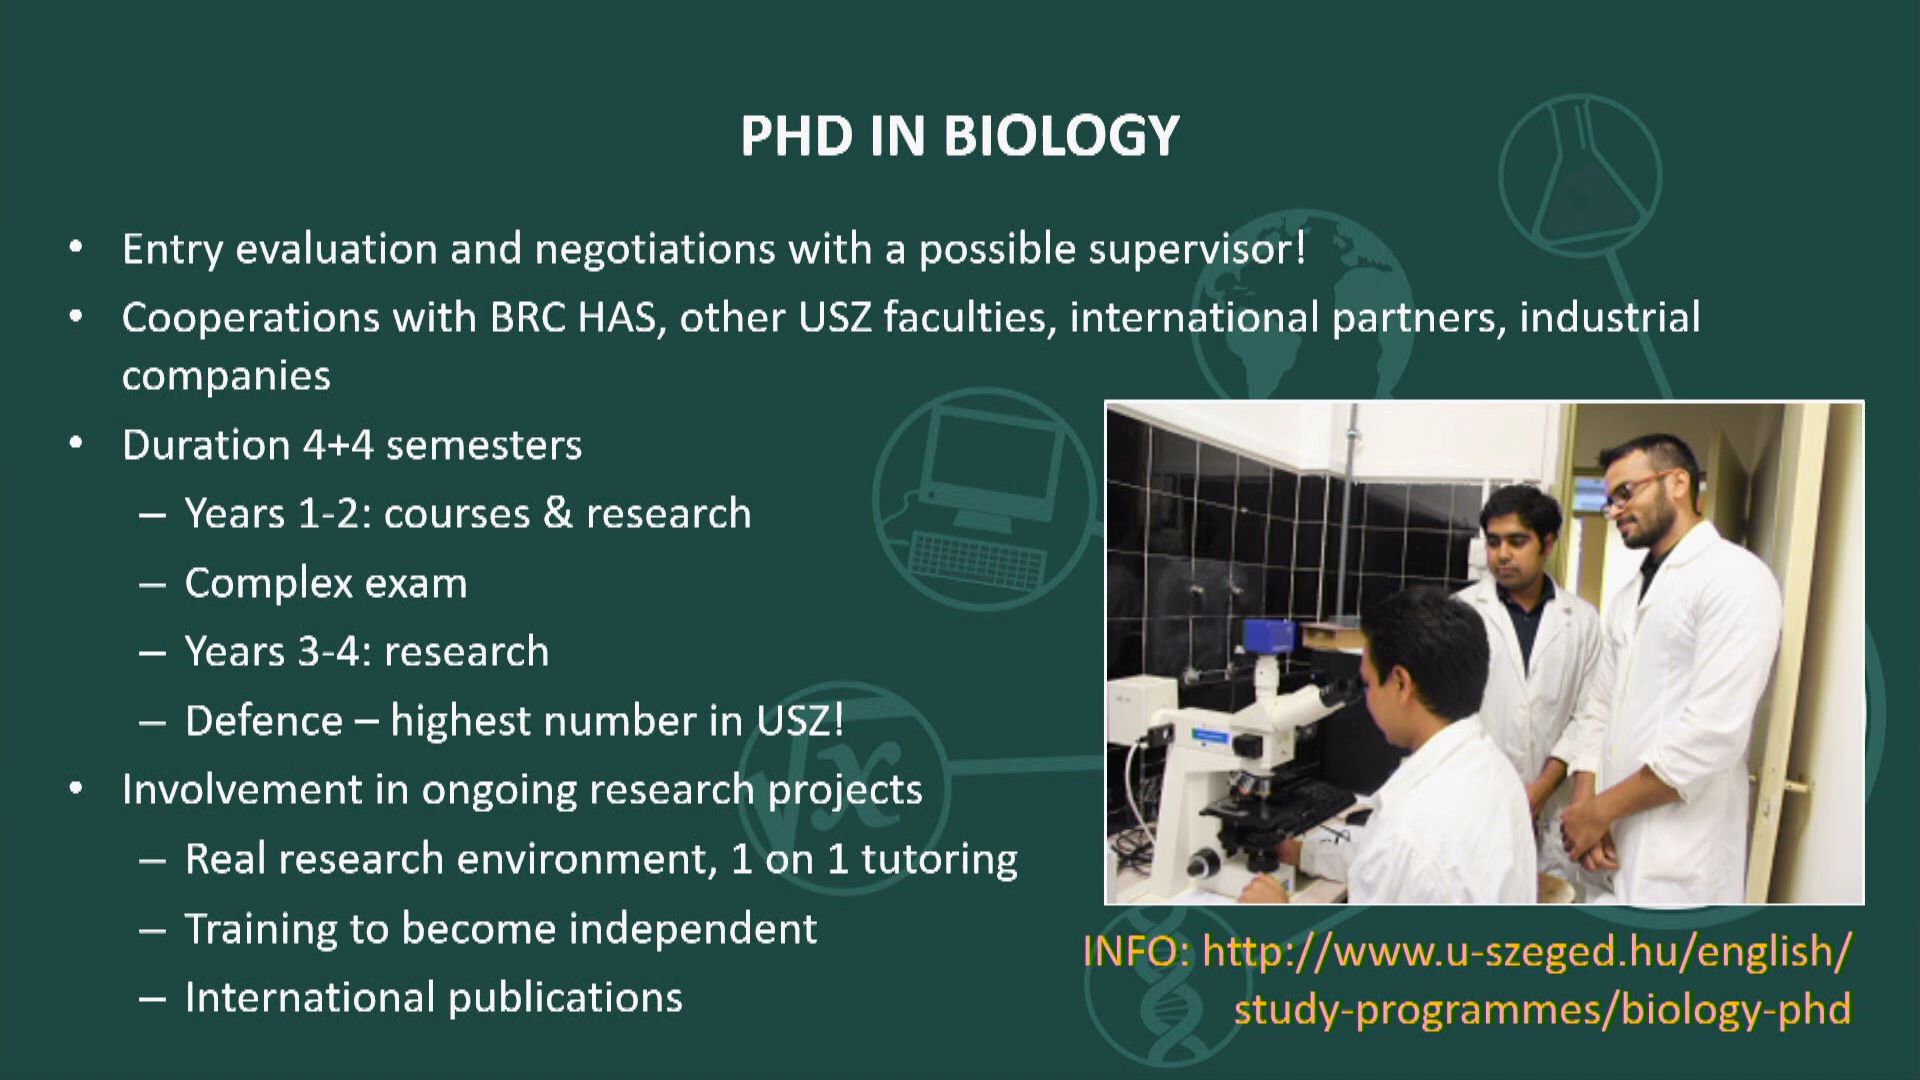 PHD IN BIOLOGY
• Entry evaluation and negotiations with a possible supervisor!
• Cooperations with BRC HAS, other USZ faculties, international partners, industrial
companies
• Duration 4+4 semesters
– Years 1-2: courses & research
– Complex exam
– Years 3-4: research
– Defence – highest number in USZ!
• Involvement in ongoing research projects
– Real research environment, 1 on 1 tutoring
– Training to become independent
– International publications
INFO: http://www.u-szeged.hu/english/
study-programmes/biology-phd
√x